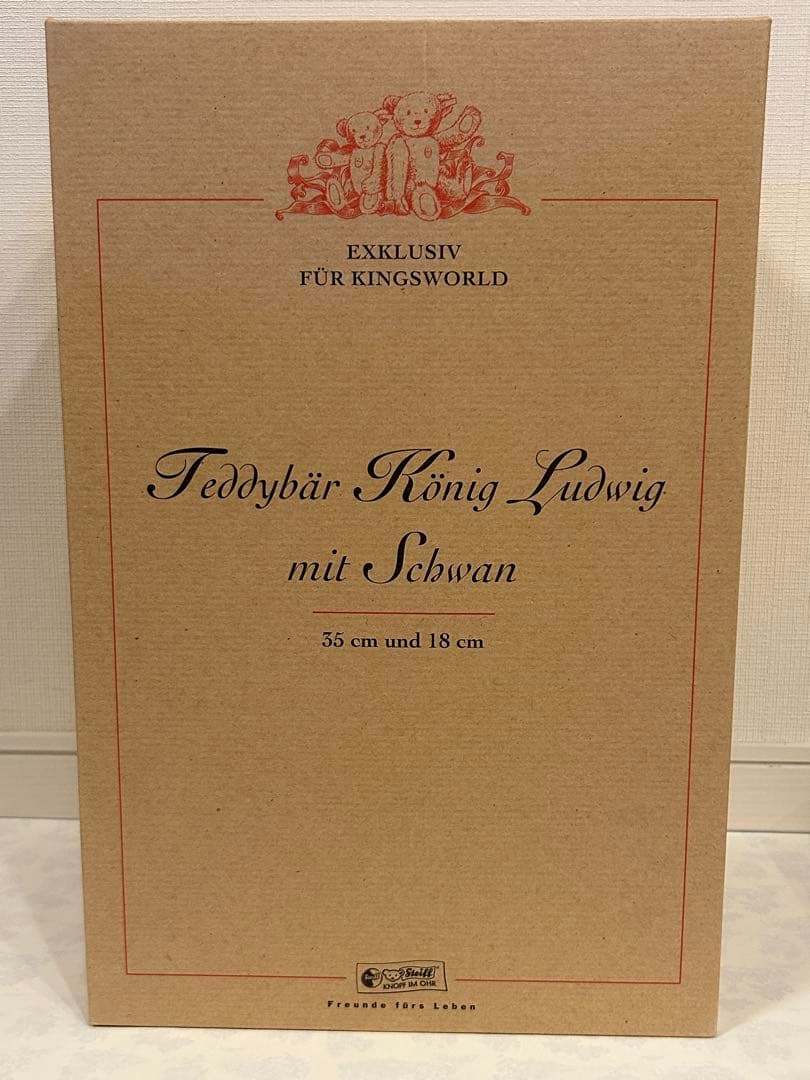 EXKLUSIV
FÜR KINGSWORLD
Teddybär König Ludwig
mit Schwan
35 cm und 18 cm
Steiff
KNOPF IM OHR
Freunde fürs Leben